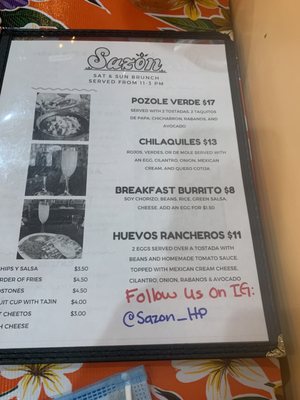 Sazón
SAT & SUN BRUNCH
SERVED FROM 11-3 PM
POZOLE VERDE $17
SERVED WITH 2 TOSTADAS, 2 TAQUITOS
DE PAPA, CHICHARRON, RABANOS, AND
AVOCADO
CHILAQUILES $13
ROJOS, VERDES, OR DE MOLE SERVED WITH
AN EGG, CILANTRO, ONION, MEXICAN
CREAM, AND QUESO COTIJA.
BREAKFAST BURRITO $8
SOY CHORIZO, BEANS, RICE, GREEN SALSA,
CHEESE. ADD AN EGG FOR $1.50
HUEVOS RANCHEROS $11
2 EGGS SERVED OVER A TOSTADA WITH
BEANS AND HOMEMADE TOMATO SAUCE.
TOPPED WITH MEXICAN CREAM, CHEESE,
CILANTRO, ONION, RABANOS & AVOCADO
HIPS Y SALSA $3.50
RDER OF FRIES $4.50
OSTONES $4.50
UIT CUP WITH TAJIN $4.00
T CHEETOS $3.00
H CHEESE
Follow Us On IG:
@Sazon_HP